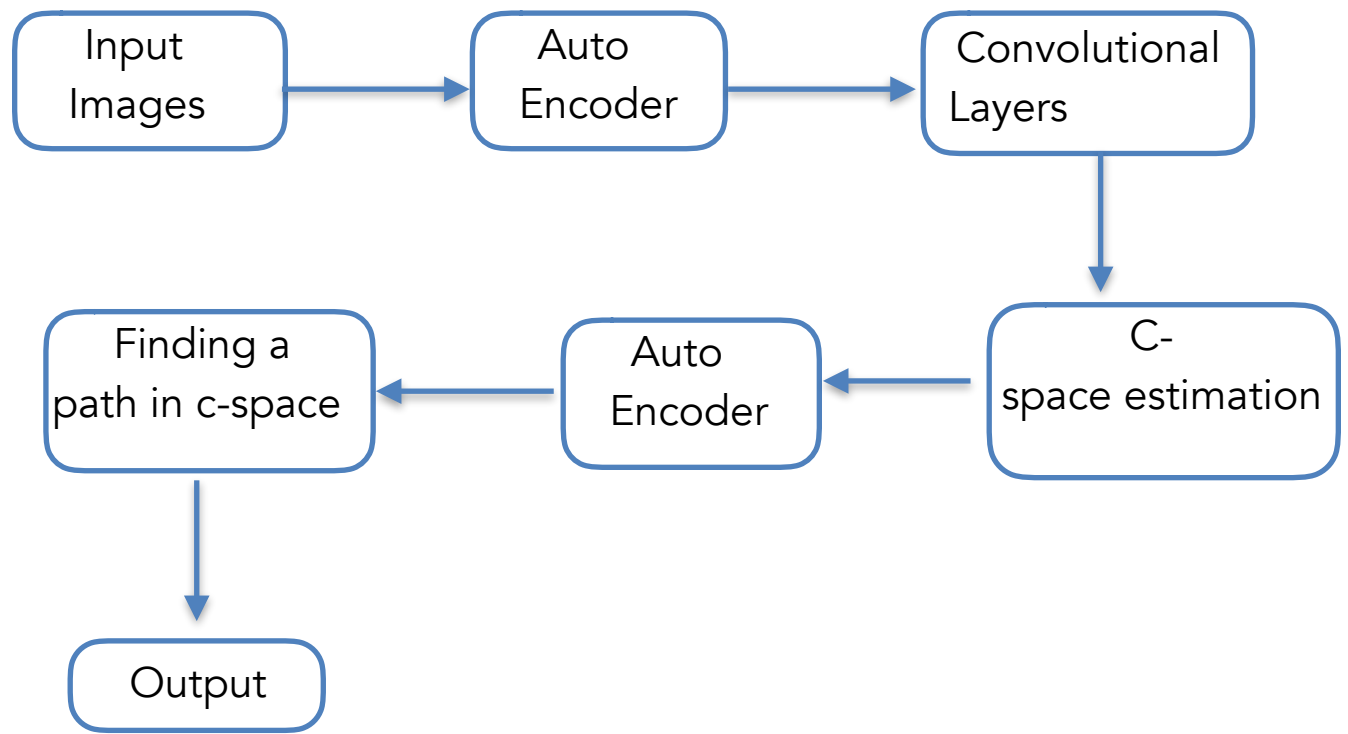 Input
Images
Auto
Encoder
Convolutional
Layers
C-
space estimation
Auto
Encoder
Finding a
path in c-space
Output